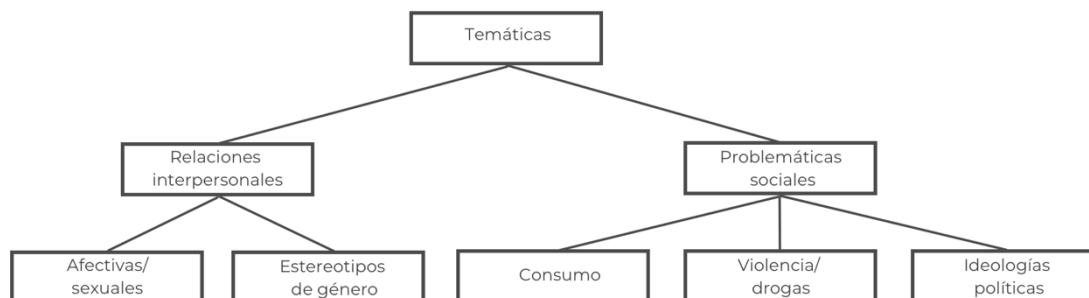 Temáticas
Relaciones
interpersonales
Problemáticas
sociales
Afectivas/
sexuales
Estereotipos
de género
Consumo
Violencia/
drogas
Ideologías
políticas